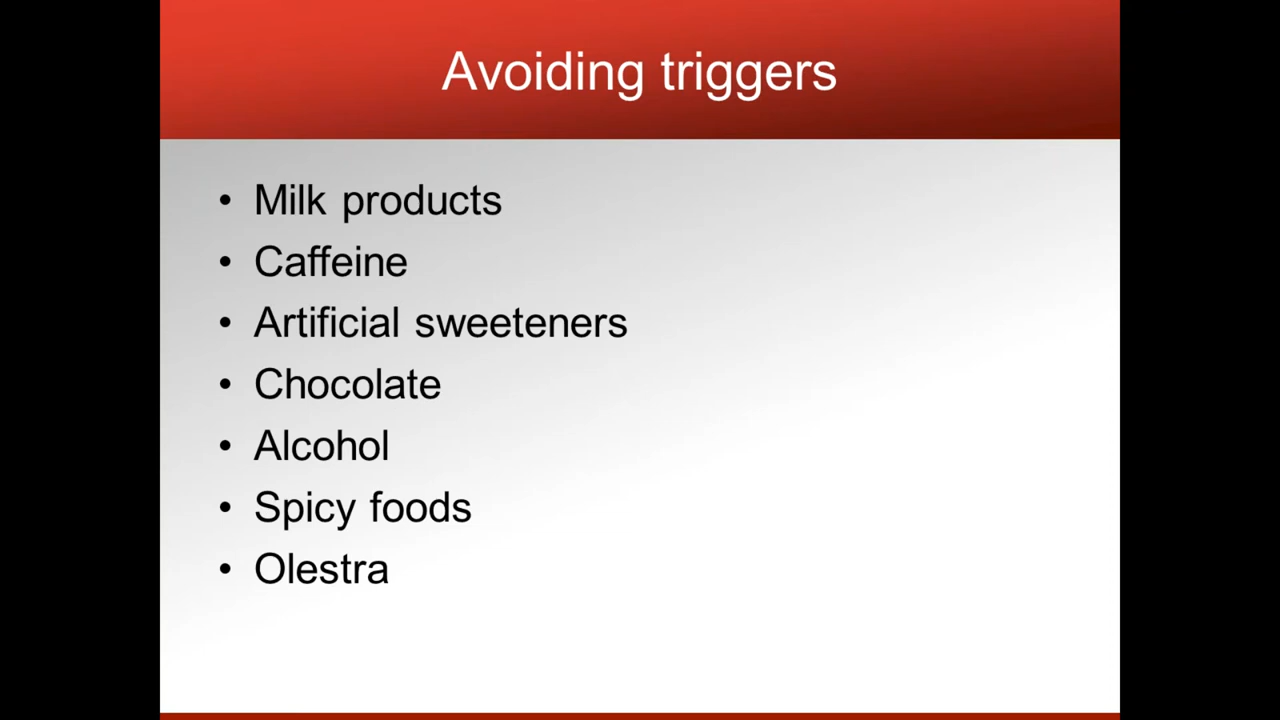 Avoiding triggers
• Milk products
• Caffeine
• Artificial sweeteners
• Chocolate
• Alcohol
• Spicy foods
• Olestra